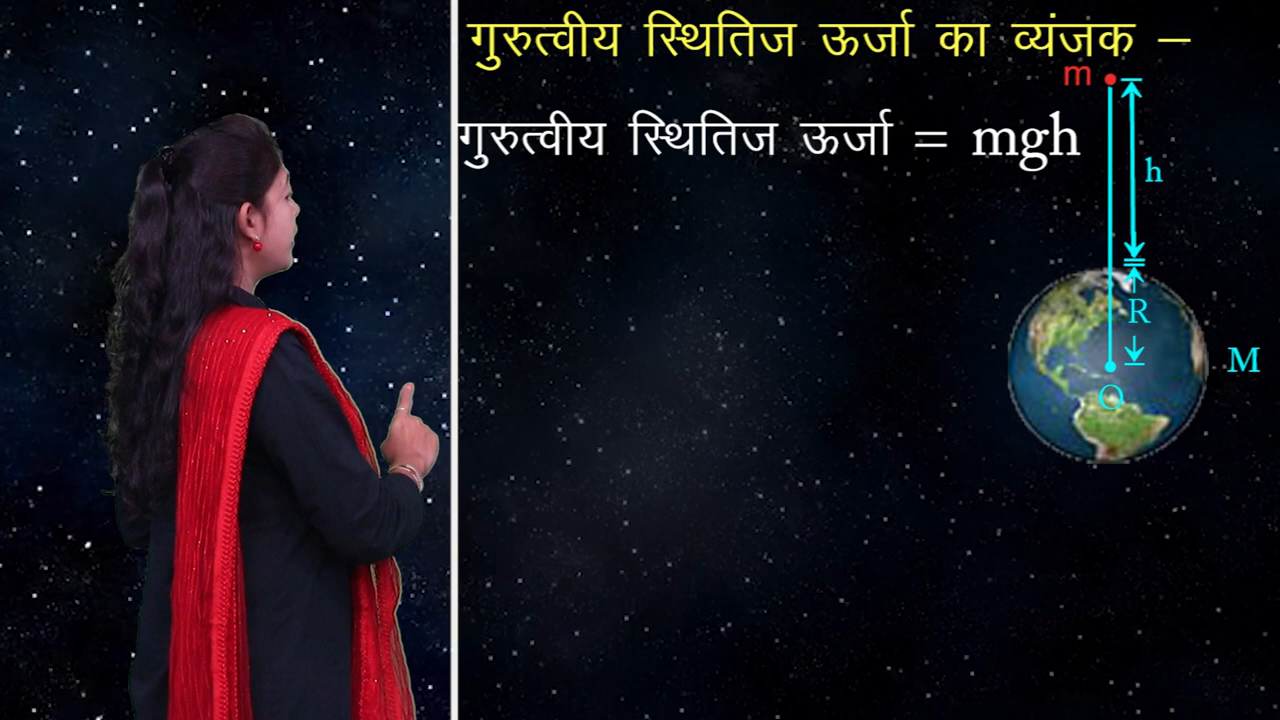 गुरुत्वीय स्थितिज ऊर्जा का व्यंजक –
m
गुरुत्वीय स्थितिज ऊर्जा = mgh
h
R
M
O